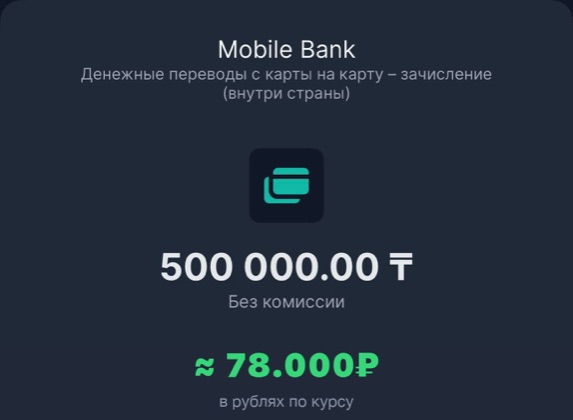 Mobile Bank
Денежные переводы с карты на карту – зачисление
(внутри страны)
500 000.00 ₸
Без комиссии
≈ 78.000₽
в рублях по курсу